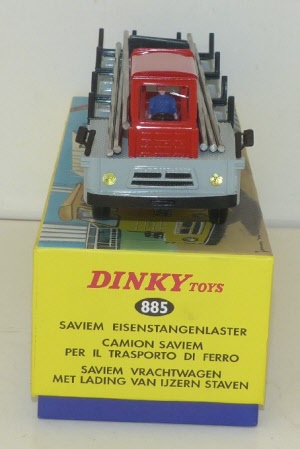 DINKY TOYS
885
SAVIEM EISENSTANGENLASTER
CAMION SAVIEM
PER IL TRASPORTO DI FERRO
SAVIEM VRACHTWAGEN
MET LADING VAN IJZERN STAVEN